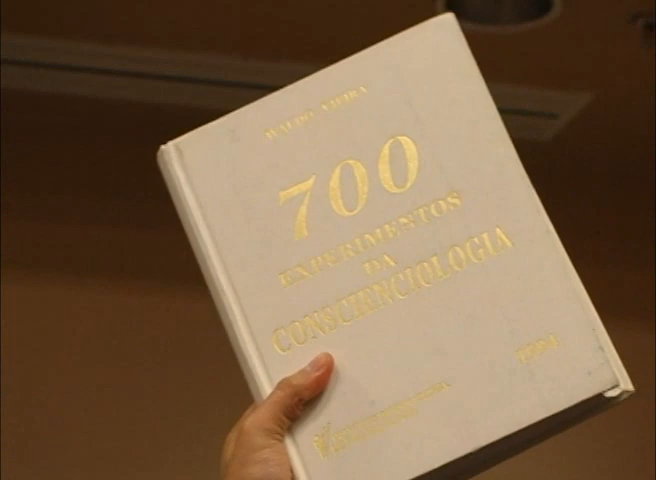 WALDO VIEIRA
700
EXPERIMENTOS
DA
CONSCIENCIOLOGIA
1994